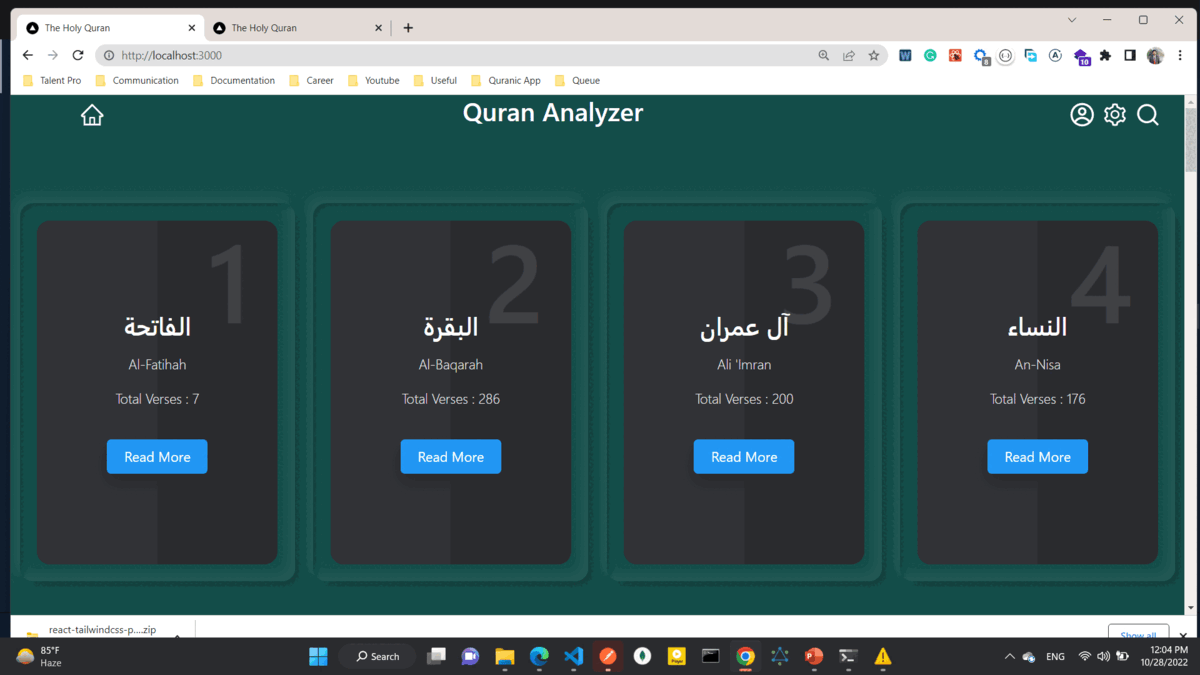 The Holy Quran
The Holy Quran
http://localhost:3000
8
10
Talent Pro
Communication
Documentation
Career
Youtube
Useful
Quranic App
Queue
Quran Analyzer
1
الفاتحة
Al-Fatihah
Total Verses : 7
Read More
2
البقرة
Al-Baqarah
Total Verses : 286
Read More
3
آل عمران
Ali 'Imran
Total Verses : 200
Read More
4
النساء
An-Nisa
Total Verses : 176
Read More
react-tailwindcss-p....zip
Show all
85°F
Haze
Search
ENG
12:04 PM
10/28/2022